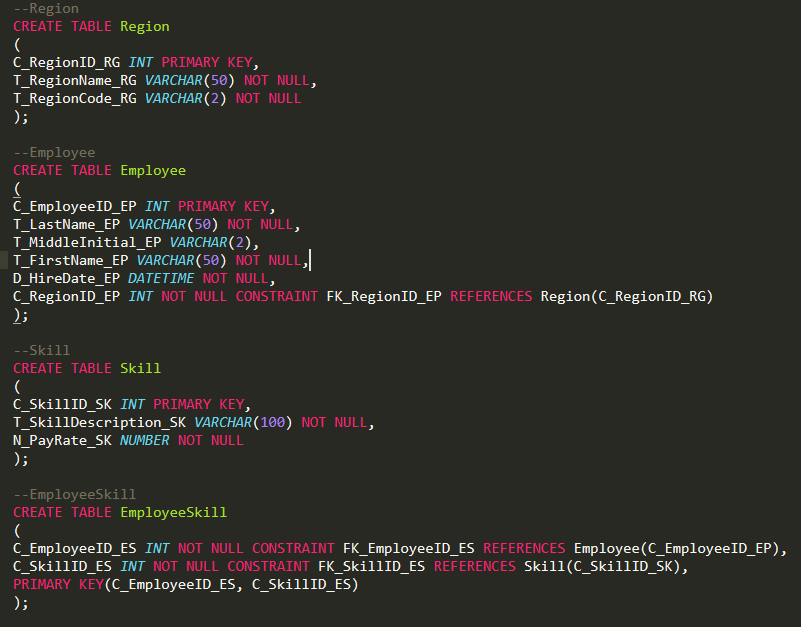 --Region
CREATE TABLE Region
(
C_RegionID_RG INT PRIMARY KEY,
T_RegionName_RG VARCHAR(50) NOT NULL,
T_RegionCode_RG VARCHAR(2) NOT NULL
);
--Employee
CREATE TABLE Employee
(
C_EmployeeID_EP INT PRIMARY KEY,
T_LastName_EP VARCHAR(50) NOT NULL,
T_MiddleInitial_EP VARCHAR(2),
T_FirstName_EP VARCHAR(50) NOT NULL,
D_HireDate_EP DATETIME NOT NULL,
C_RegionID_EP INT NOT NULL CONSTRAINT FK_RegionID_EP REFERENCES Region(C_RegionID_RG)
);
--Skill
CREATE TABLE Skill
(
C_SkillID_SK INT PRIMARY KEY,
T_SkillDescription_SK VARCHAR(100) NOT NULL,
N_PayRate_SK NUMBER NOT NULL
);
--EmployeeSkill
CREATE TABLE EmployeeSkill
(
C_EmployeeID_ES INT NOT NULL CONSTRAINT FK_EmployeeID_ES REFERENCES Employee(C_EmployeeID_EP),
C_SkillID_ES INT NOT NULL CONSTRAINT FK_SkillID_ES REFERENCES Skill(C_SkillID_SK),
PRIMARY KEY(C_EmployeeID_ES, C_SkillID_ES)
);